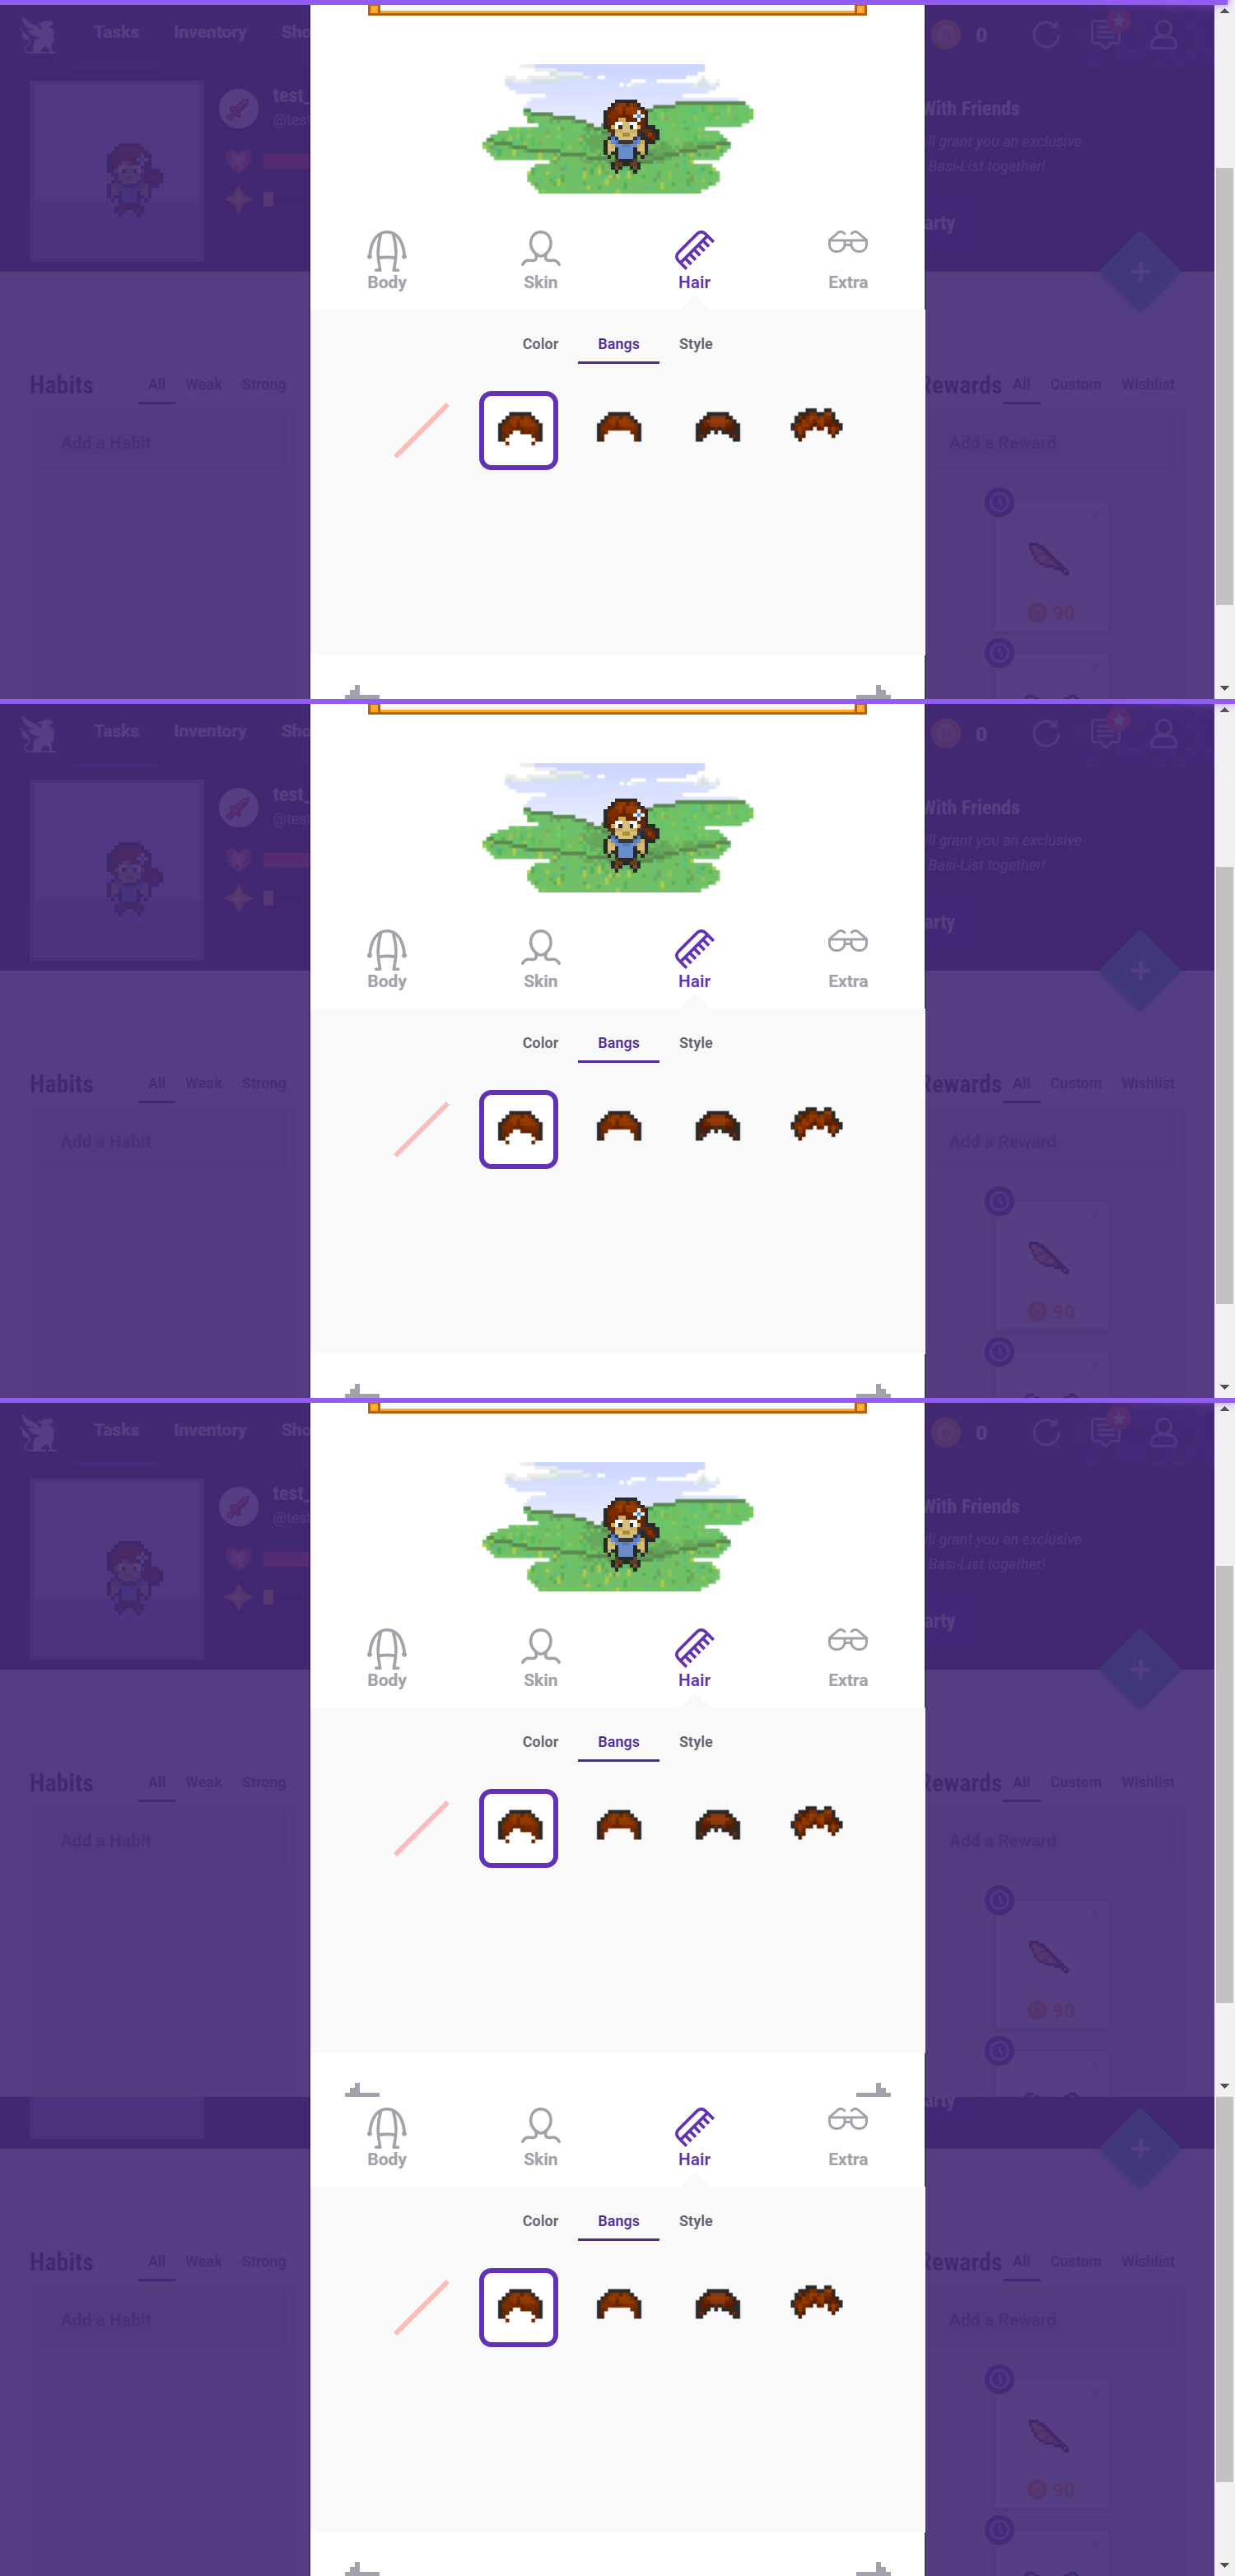 Tasks Inventory Sho 0
test_
@test
With Friends
ill grant you an exclusive
Basi-List together!
arty
Body Skin Hair Extra
Color Bangs Style
Habits All Weak Strong
Rewards All Custom Wishlist
Add a Habit
Add a Reward
90
Tasks Inventory Sho 0
test_
@test
With Friends
ill grant you an exclusive
Basi-List together!
arty
Body Skin Hair Extra
Color Bangs Style
Habits All Weak Strong
Rewards All Custom Wishlist
Add a Habit
Add a Reward
90
Tasks Inventory Sho 0
test_
@test
With Friends
ill grant you an exclusive
Basi-List together!
arty
Body Skin Hair Extra
Color Bangs Style
Habits All Weak Strong
Rewards All Custom Wishlist
Add a Habit
Add a Reward
90
arty
Body Skin Hair Extra
Color Bangs Style
Habits All Weak Strong
Rewards All Custom Wishlist
Add a Habit
Add a Reward
90